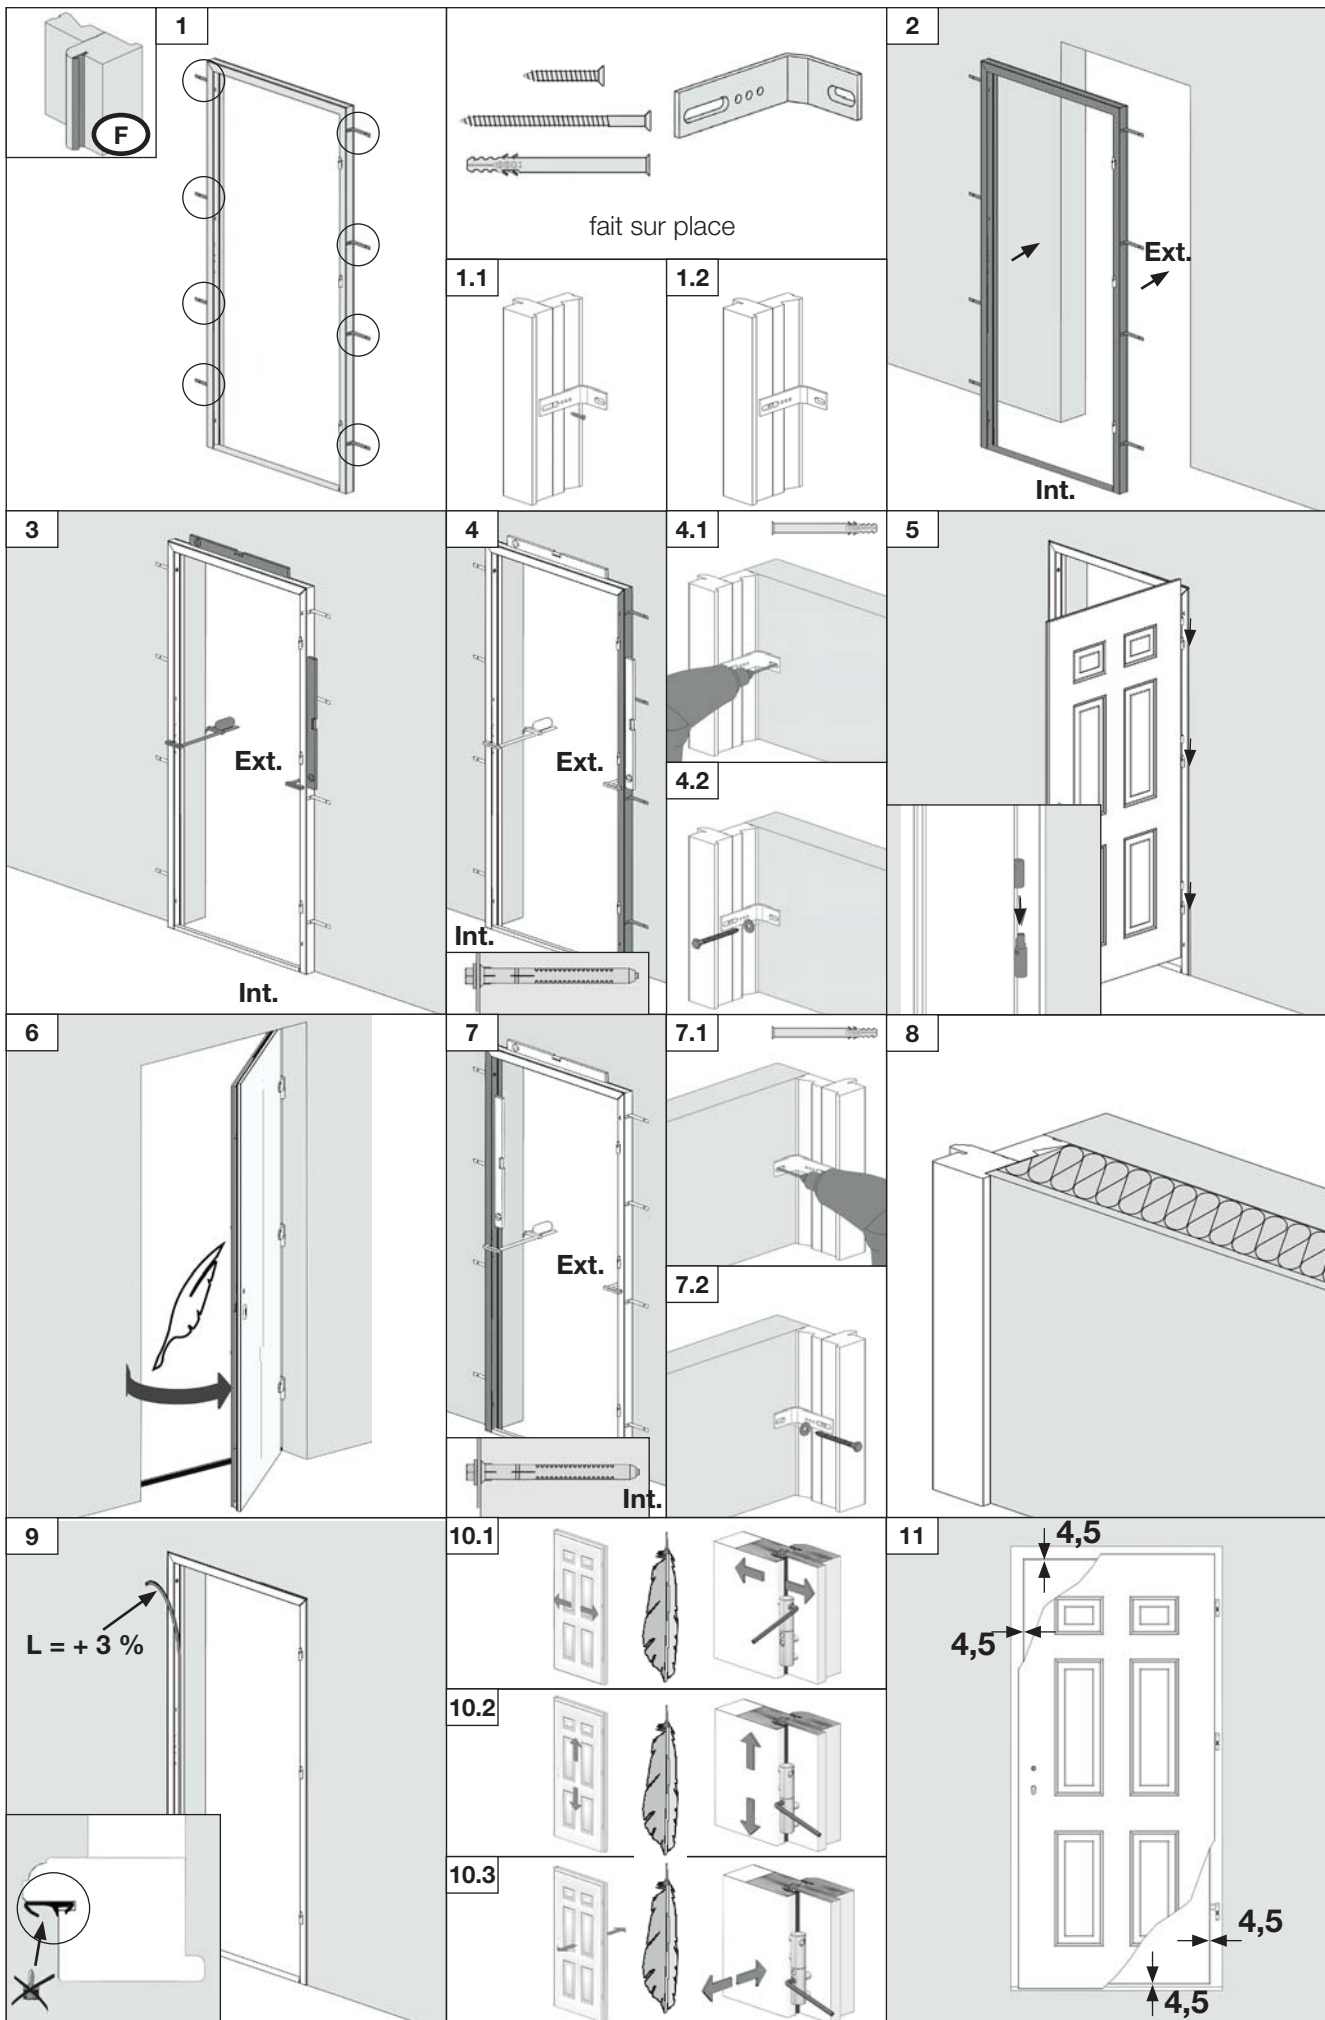 1
F
fait sur place
1.1
1.2
2
Ext.
Int.
3
Ext.
Int.
4
Ext.
Int.
4.1
4.2
5
6
7
Ext.
Int.
7.1
7.2
8
9
L = + 3 %
10.1
10.2
10.3
11
4,5
4,5
4,5
4,5